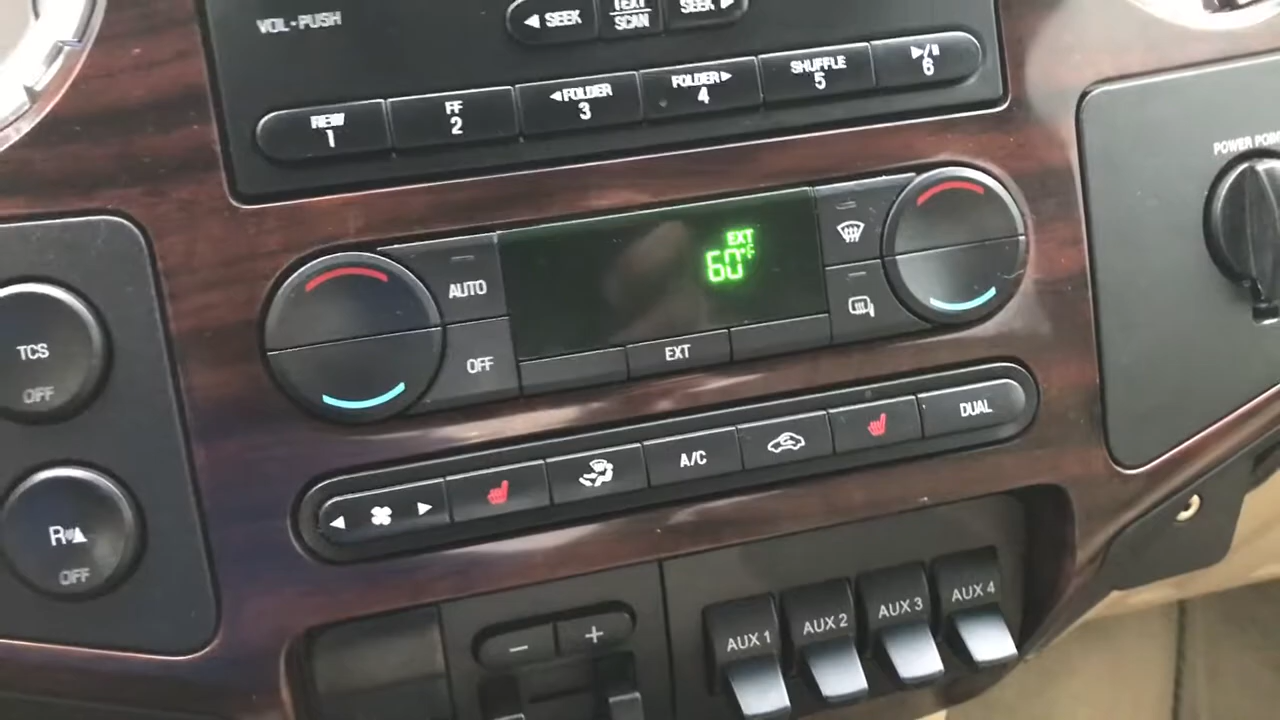 VOL-PUSH
◄ SEEK
TEXT
SCAN
SEEK ►
REW
1
FF
2
◄FOLDER
3
FOLDER►
4
SHUFFLE
5
►/II
6
POWER
AUTO
OFF
EXT
60°F
EXT
TCS
OFF
A/C
DUAL
R
OFF
- +
AUX 1
AUX 2
AUX 3
AUX 4